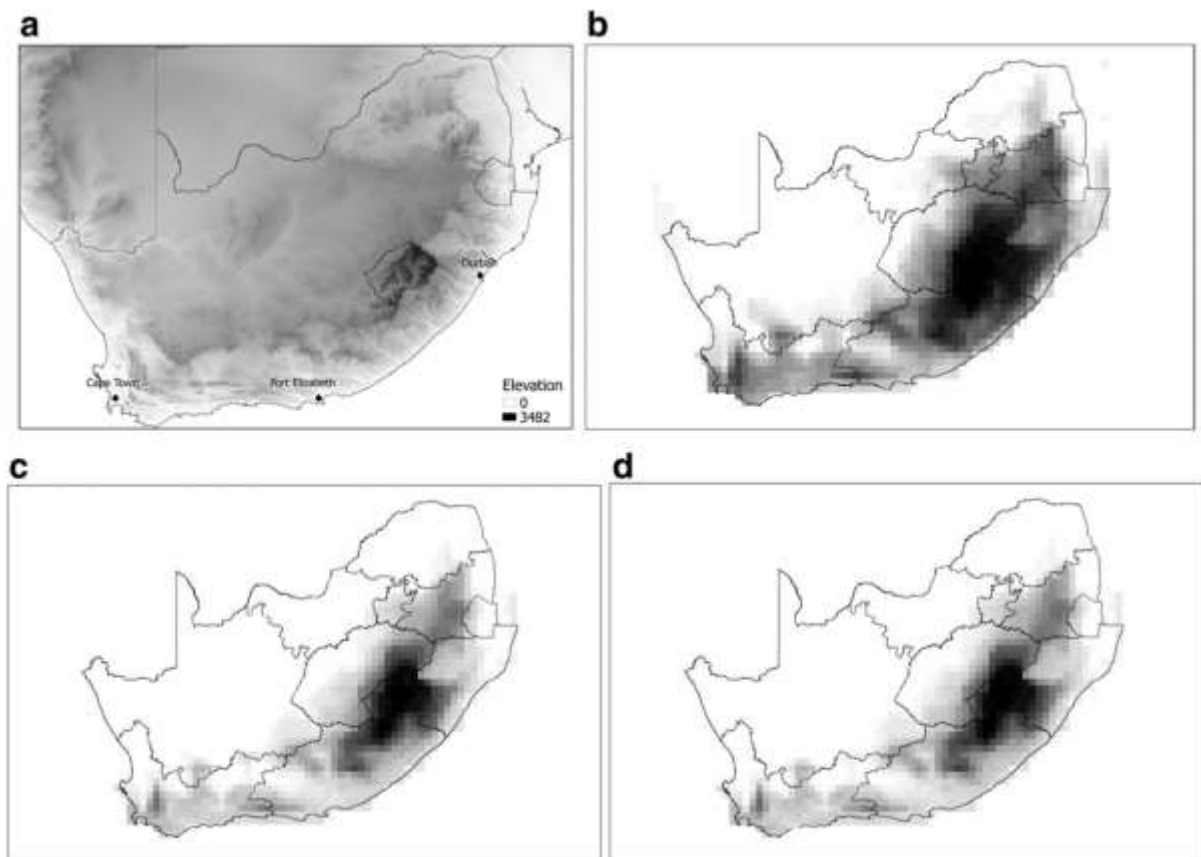 a
b
Durban
Cape Town
Port Elizabeth
Elevation
0
3482
c
d